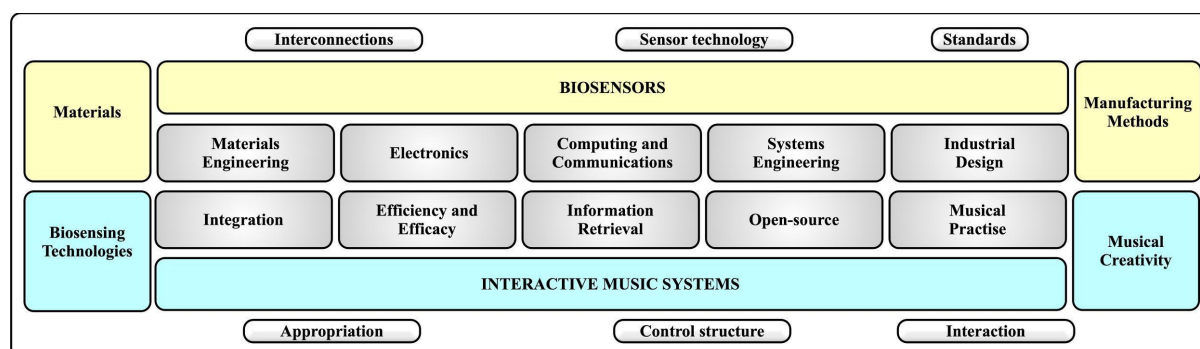 Interconnections
Sensor technology
Standards
Materials
BIOSENSORS
Manufacturing
Methods
Materials
Engineering
Electronics
Computing and
Communications
Systems
Engineering
Industrial
Design
Biosensing
Technologies
Integration
Efficiency and
Efficacy
Information
Retrieval
Open-source
Musical
Practise
Musical
Creativity
INTERACTIVE MUSIC SYSTEMS
Appropriation
Control structure
Interaction